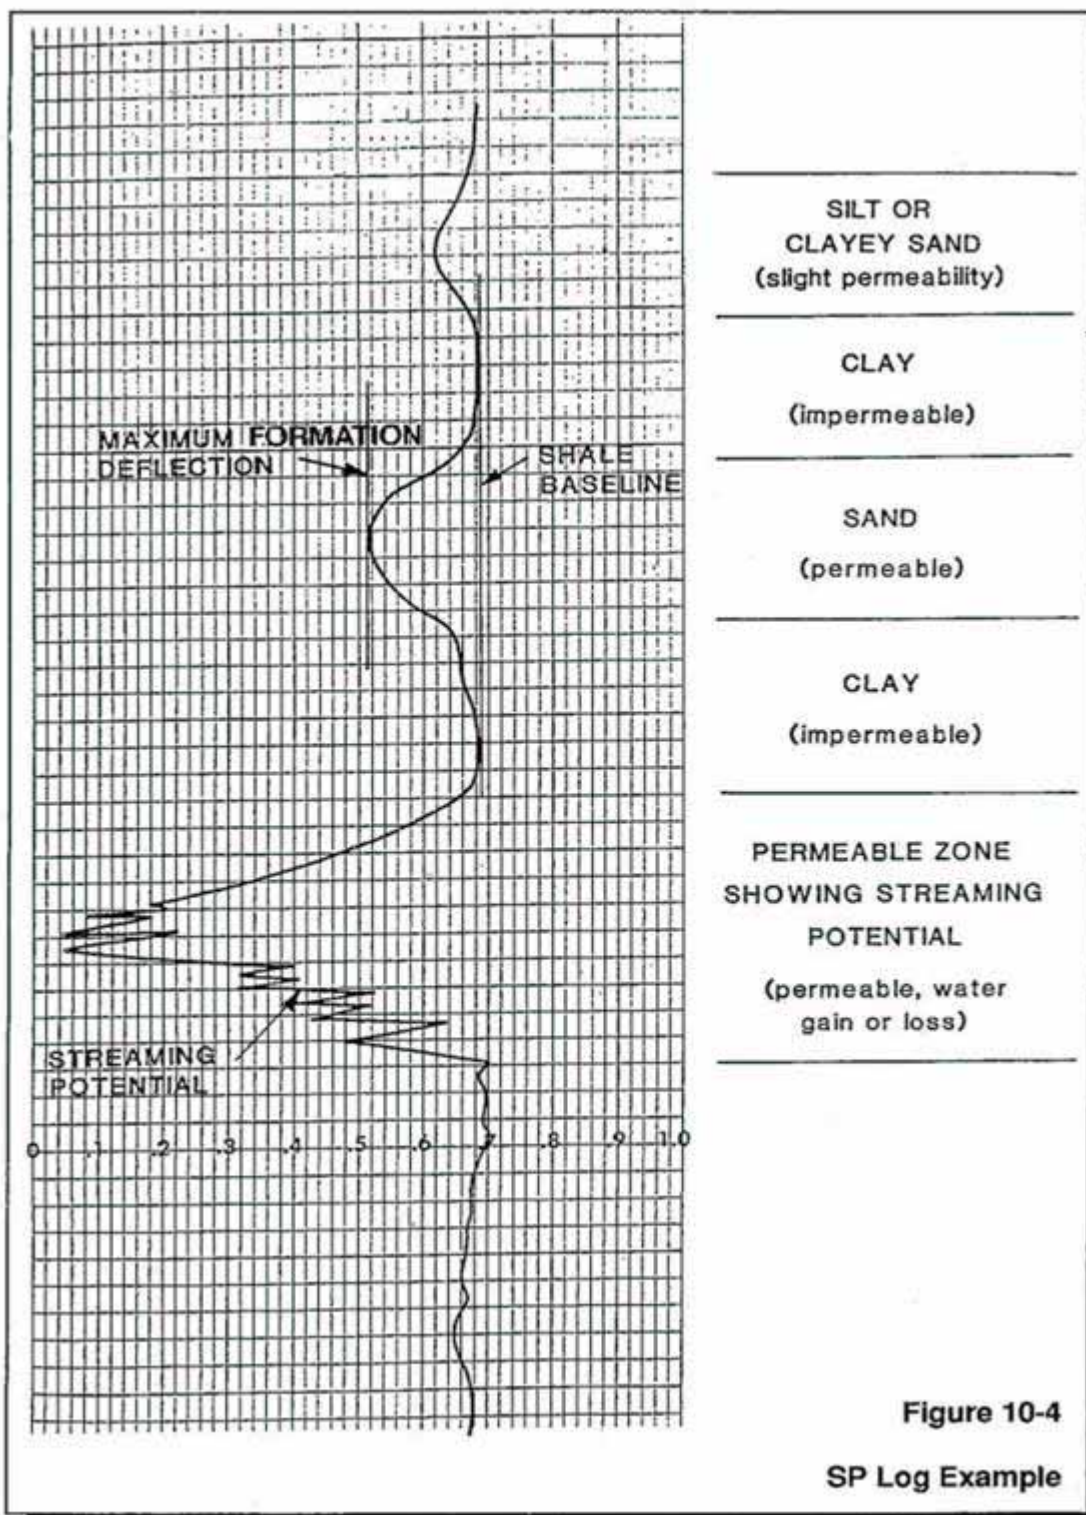 SILT OR
CLAYEY SAND
(slight permeability)
CLAY
(impermeable)
MAXIMUM FORMATION
DEFLECTION
SHALE
BASELINE
SAND
(permeable)
CLAY
(impermeable)
PERMEABLE ZONE
SHOWING STREAMING
POTENTIAL
(permeable, water
gain or loss)
STREAMING
POTENTIAL
0 .1 .2 .3 .4 .5 .6 .7 .8 .9 1.0
Figure 10-4
SP Log Example